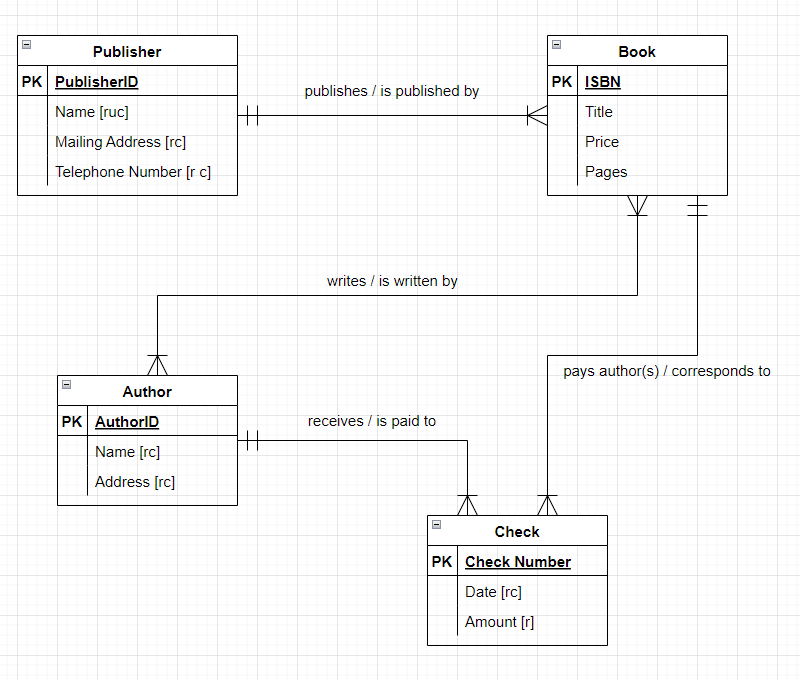 Publisher
PK PublisherID
Name [ruc]
Mailing Address [rc]
Telephone Number [r c]
publishes / is published by
Book
PK ISBN
Title
Price
Pages
writes / is written by
pays author(s) / corresponds to
Author
PK AuthorID
Name [rc]
Address [rc]
receives / is paid to
Check
PK Check Number
Date [rc]
Amount [r]